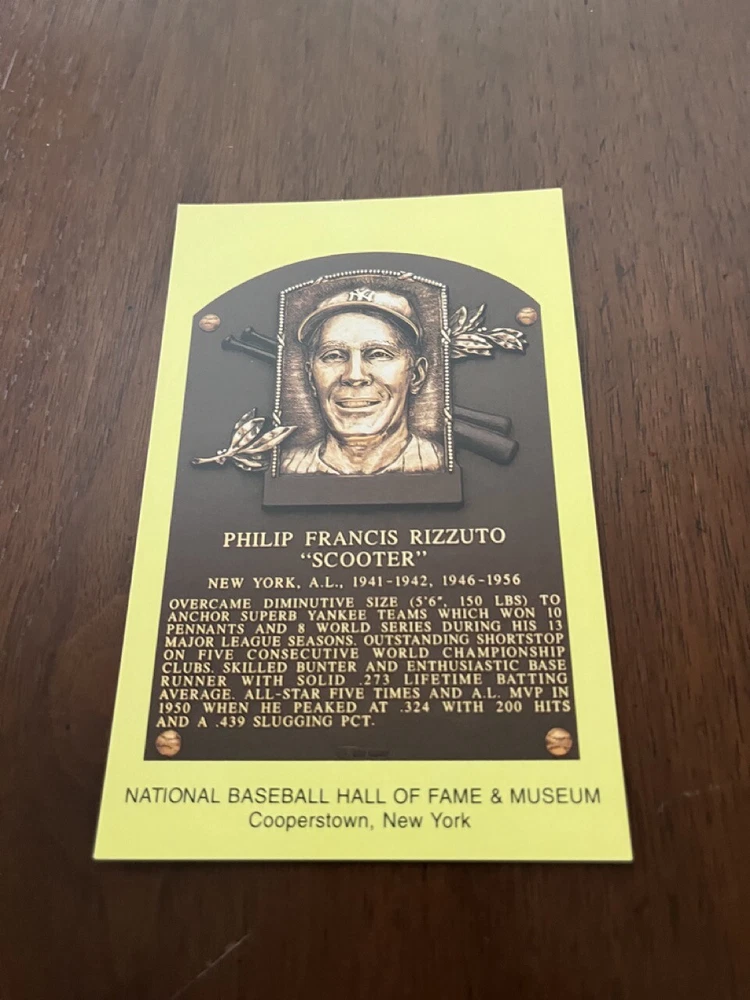 NY
PHILIP FRANCIS RIZZUTO
"SCOOTER"
NEW YORK, A.L., 1941-1942, 1946-1956
OVERCAME DIMINUTIVE SIZE (5'6", 150 LBS) TO
ANCHOR SUPERB YANKEE TEAMS WHICH WON 10
PENNANTS AND 8 WORLD SERIES DURING HIS 13
MAJOR LEAGUE SEASONS. OUTSTANDING SHORTSTOP
ON FIVE CONSECUTIVE WORLD CHAMPIONSHIP
CLUBS. SKILLED BUNTER AND ENTHUSIASTIC BASE
RUNNER WITH SOLID .273 LIFETIME BATTING
AVERAGE. ALL-STAR FIVE TIMES AND A.L. MVP IN
1950 WHEN HE PEAKED AT .324 WITH 200 HITS
AND A .439 SLUGGING PCT.
NATIONAL BASEBALL HALL OF FAME & MUSEUM
Cooperstown, New York